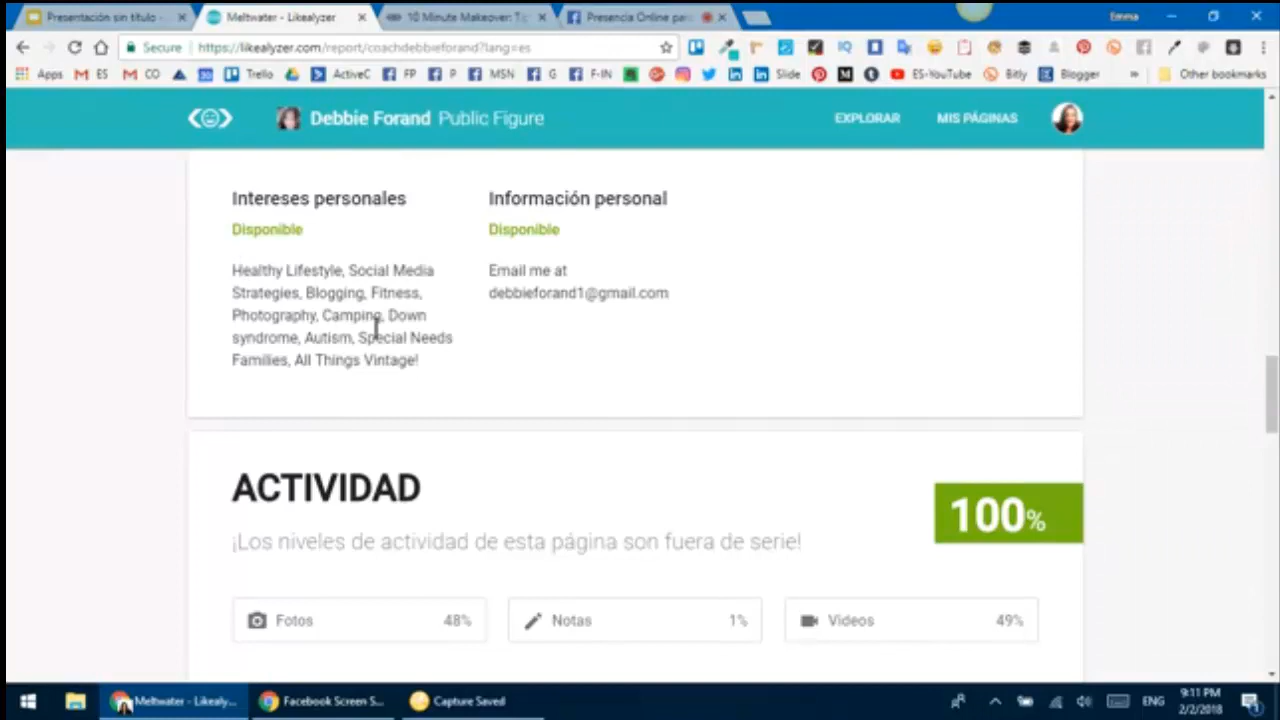 Presentación sin título -
Meltwater - Likealyzer
10 Minute Makeover: Tip
Presencia Online par
Emma
Secure
https://likealyzer.com/report/coachdebbieforand?lang=es
Apps
ES
CO
Trello
ActiveC
FP
MSN
G
F-IN
Slide
ES-YouTube
Bitly
Blogger
»
Other bookmarks
Debbie Forand Public Figure
EXPLORAR
MIS PÁGINAS
Intereses personales
Información personal
Disponible
Disponible
Healthy Lifestyle, Social Media
Strategies, Blogging, Fitness,
Photography, Camping, Down
syndrome, Autism, Special Needs
Families, All Things Vintage!
Email me at
debbieforand1@gmail.com
ACTIVIDAD
100%
¡Los niveles de actividad de esta página son fuera de serie!
Fotos 48%
Notas 1%
Videos 49%
Meltwater - Likealy...
Facebook Screen S...
Capture Saved
ENG
9:11 PM
2/2/2018